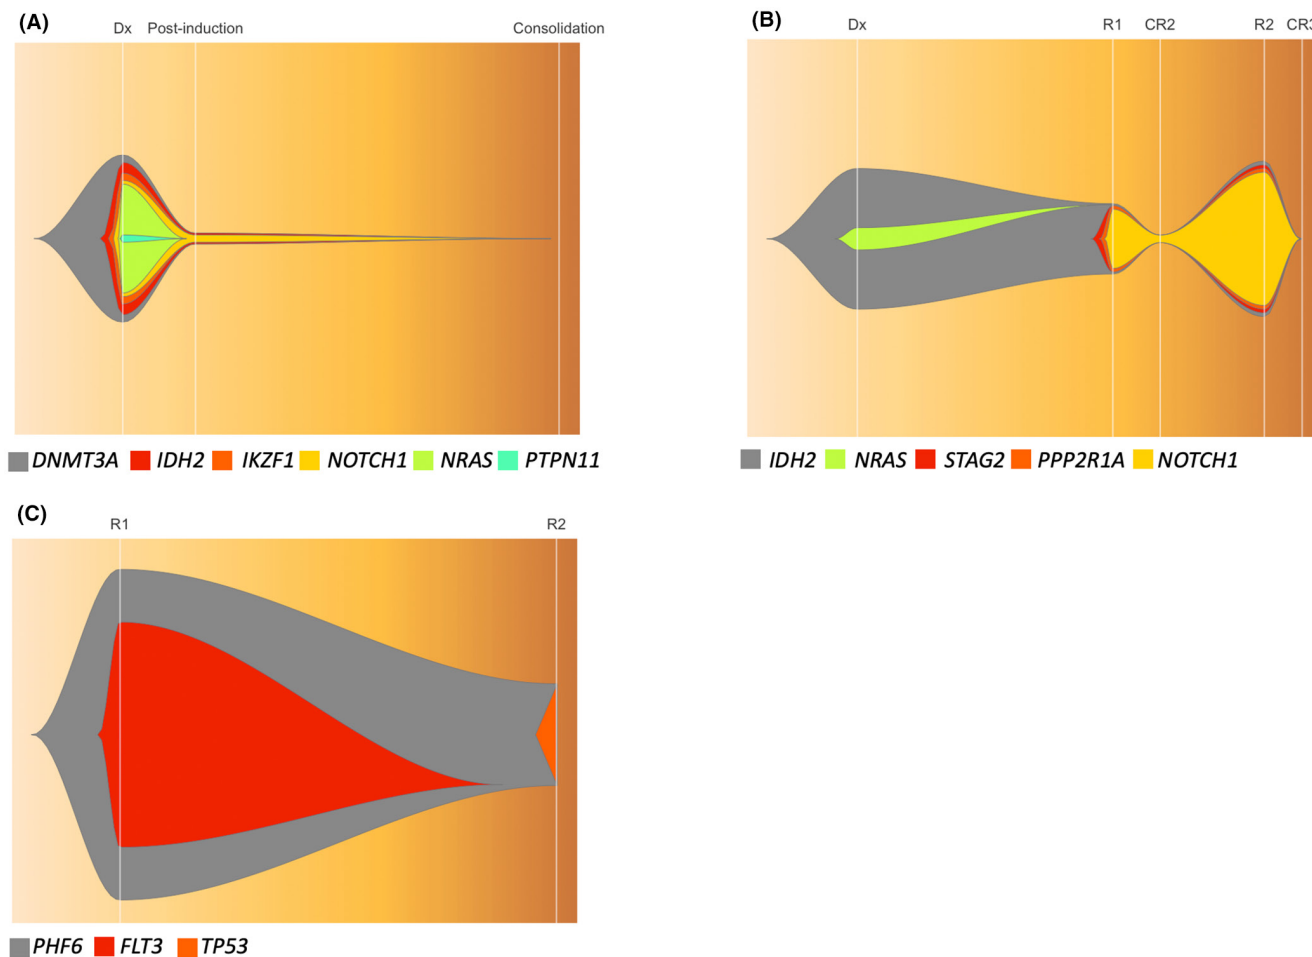 (A)
Dx Post-induction Consolidation
DNMT3A IDH2 IKZF1 NOTCH1 NRAS PTPN11
(B)
Dx R1 CR2 R2 CR3
IDH2 NRAS STAG2 PPP2R1A NOTCH1
(C)
R1 R2
PHF6 FLT3 TP53